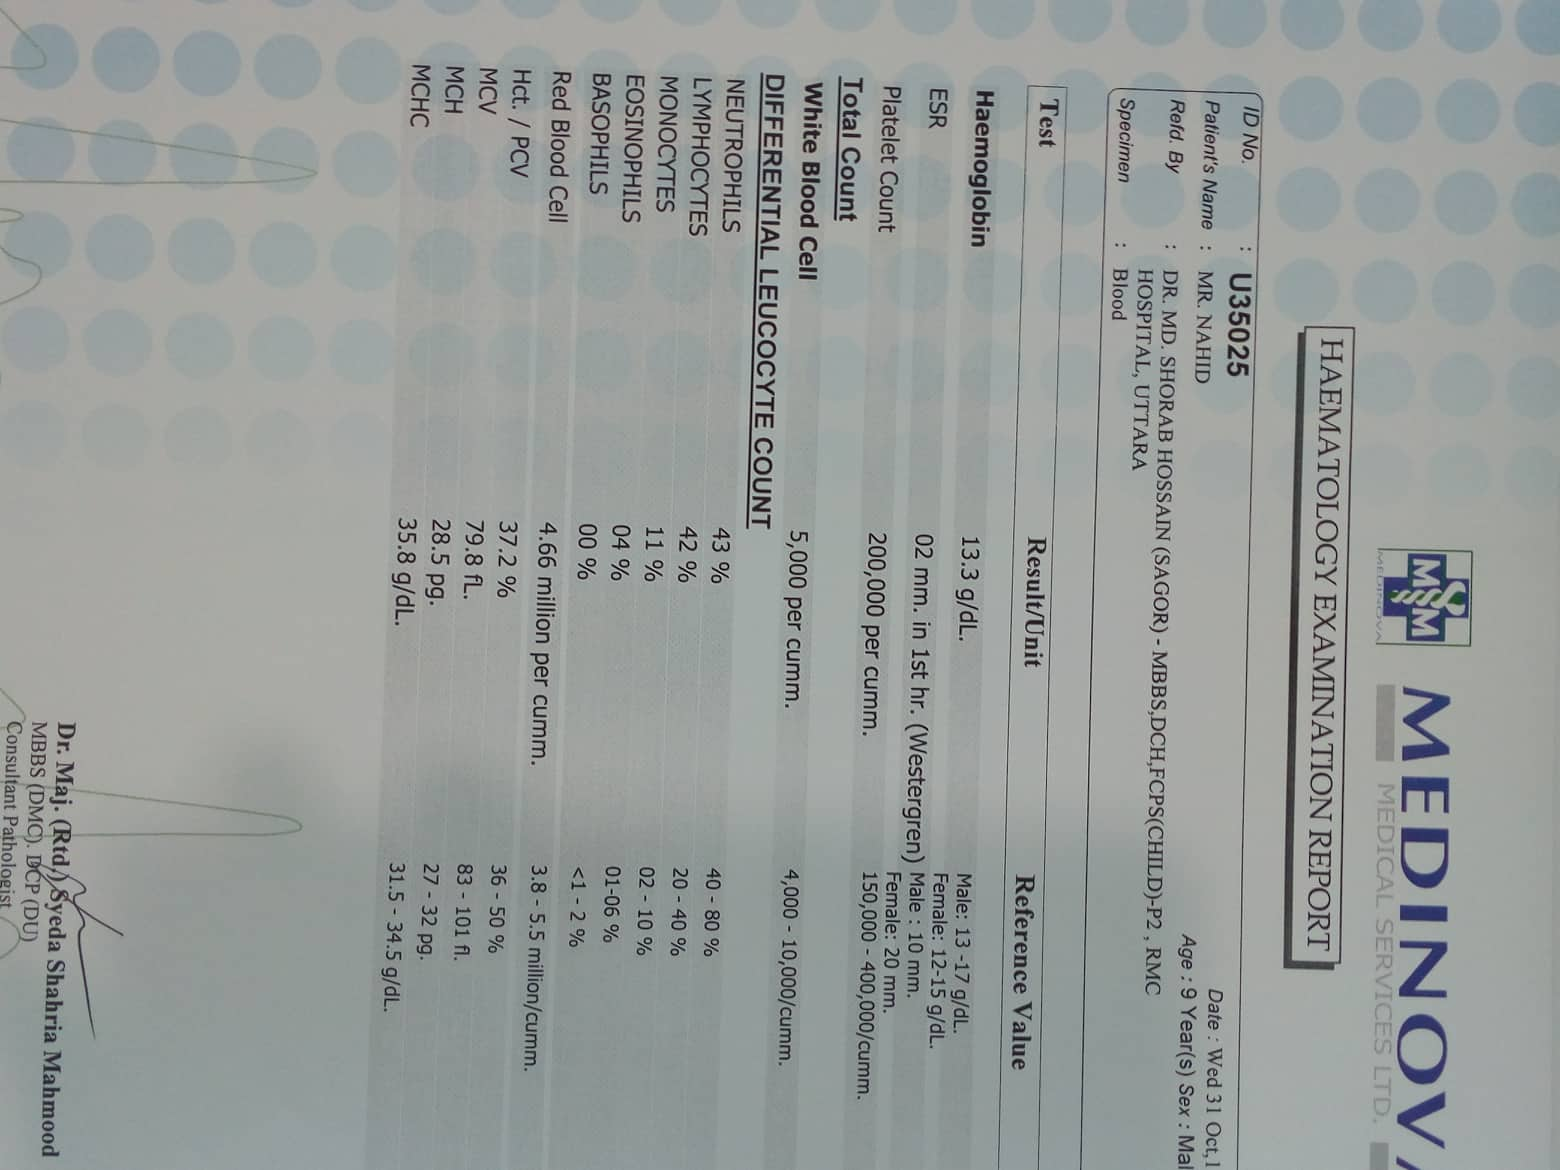 MSM
MEDINOVA
MEDINOVA
MEDICAL SERVICES LTD.
HAEMATOLOGY EXAMINATION REPORT
ID No. : U35025 Date : Wed 31 Oct,1
Patient's Name : MR. NAHID Age : 9 Year(s) Sex : Mal
Refd. By : DR. MD. SHORAB HOSSAIN (SAGOR) - MBBS,DCH,FCPS(CHILD)-P2 , RMC
HOSPITAL, UTTARA
Specimen : Blood
Test Result/Unit Reference Value
Haemoglobin 13.3 g/dL. Male: 13 -17 g/dL.
Female: 12-15 g/dL.
ESR 02 mm. in 1st hr. (Westergren) Male : 10 mm.
Female: 20 mm.
Platelet Count 200,000 per cumm. 150,000 - 400,000/cumm.
Total Count
White Blood Cell 5,000 per cumm. 4,000 - 10,000/cumm.
DIFFERENTIAL LEUCOCYTE COUNT
NEUTROPHILS 43 % 40 - 80 %
LYMPHOCYTES 42 % 20 - 40 %
MONOCYTES 11 % 02 - 10 %
EOSINOPHILS 04 % 01-06 %
BASOPHILS 00 % <1 - 2 %
Red Blood Cell 4.66 million per cumm. 3.8 - 5.5 million/cumm.
Hct. / PCV 37.2 % 36 - 50 %
MCV 79.8 fL. 83 - 101 fl.
MCH 28.5 pg. 27 - 32 pg.
MCHC 35.8 g/dL. 31.5 - 34.5 g/dL.
Dr. Maj. (Rtd.) Syeda Shahria Mahmood
MBBS (DMC). DCP (DU)
Consultant Pathologist